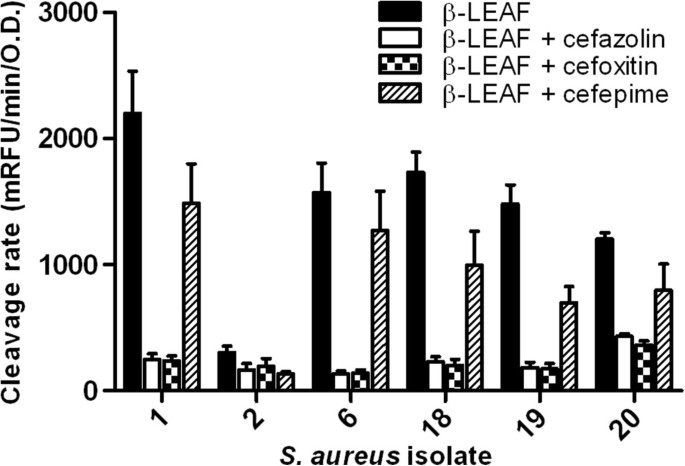 β-LEAF
β-LEAF + cefazolin
β-LEAF + cefoxitin
β-LEAF + cefepime
Cleavage rate (mRFU/min/O.D.)
3000
2000
1000
0
1 2 6 18 19 20
S. aureus isolate